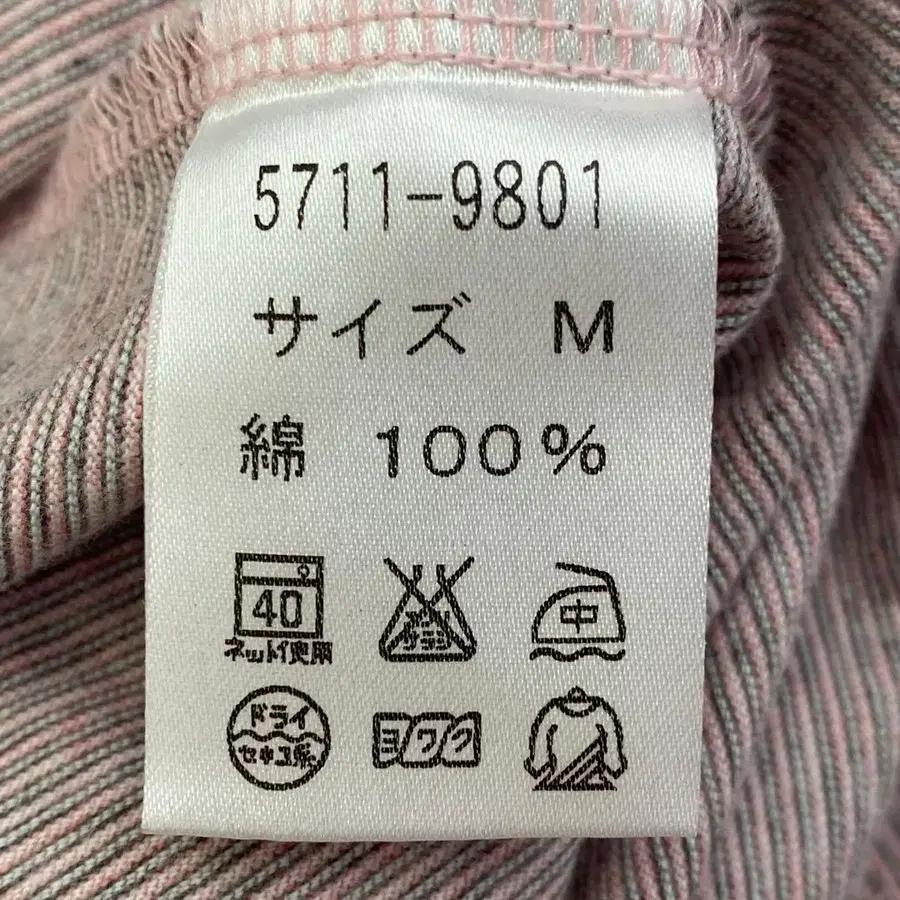 5711-9801
サイズ M
綿 100%
40 エンソサラシ 中
ネット使用
ドライ ヨワク
セキユ系